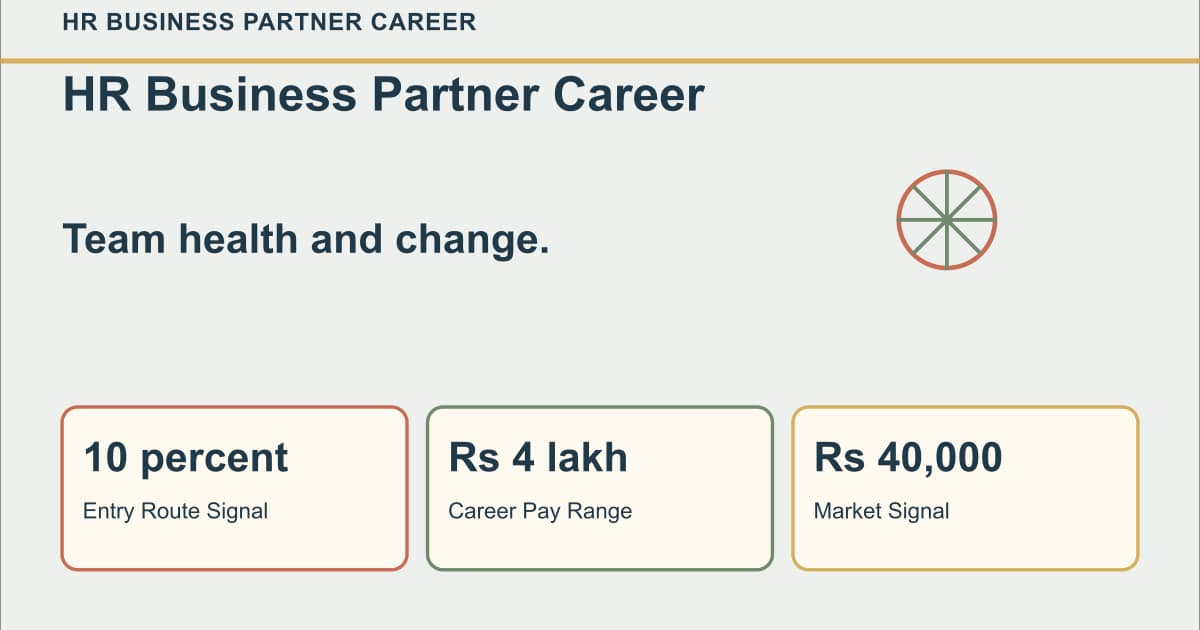 HR BUSINESS PARTNER CAREER
HR Business Partner Career
Team health and change.
10 percent
Entry Route Signal
Rs 4 lakh
Career Pay Range
Rs 40,000
Market Signal